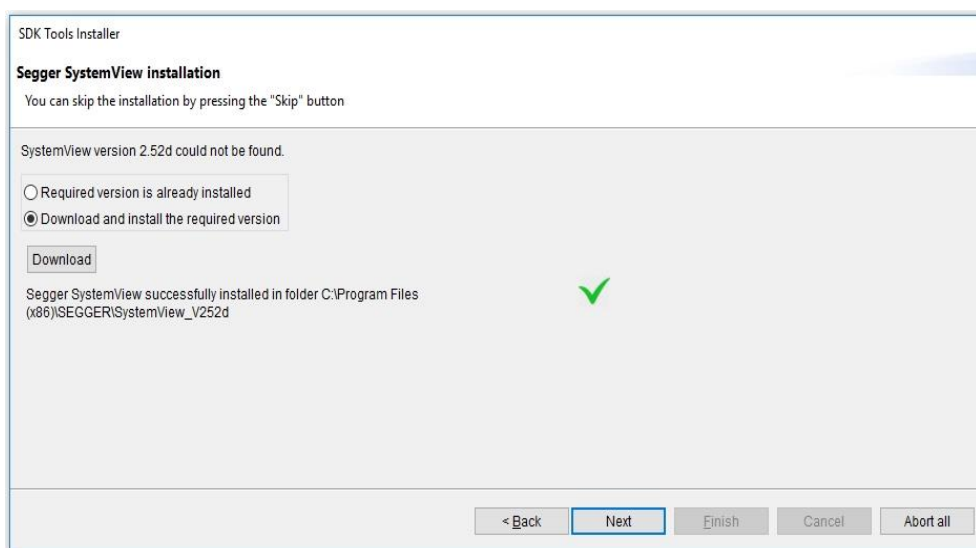 SDK Tools Installer
Segger SystemView installation
You can skip the installation by pressing the "Skip" button
SystemView version 2.52d could not be found.
Required version is already installed
Download and install the required version
Download
Segger SystemView successfully installed in folder C:\Program Files
(x86)\SEGGER\SystemView_V252d
< Back Next Finish Cancel Abort all